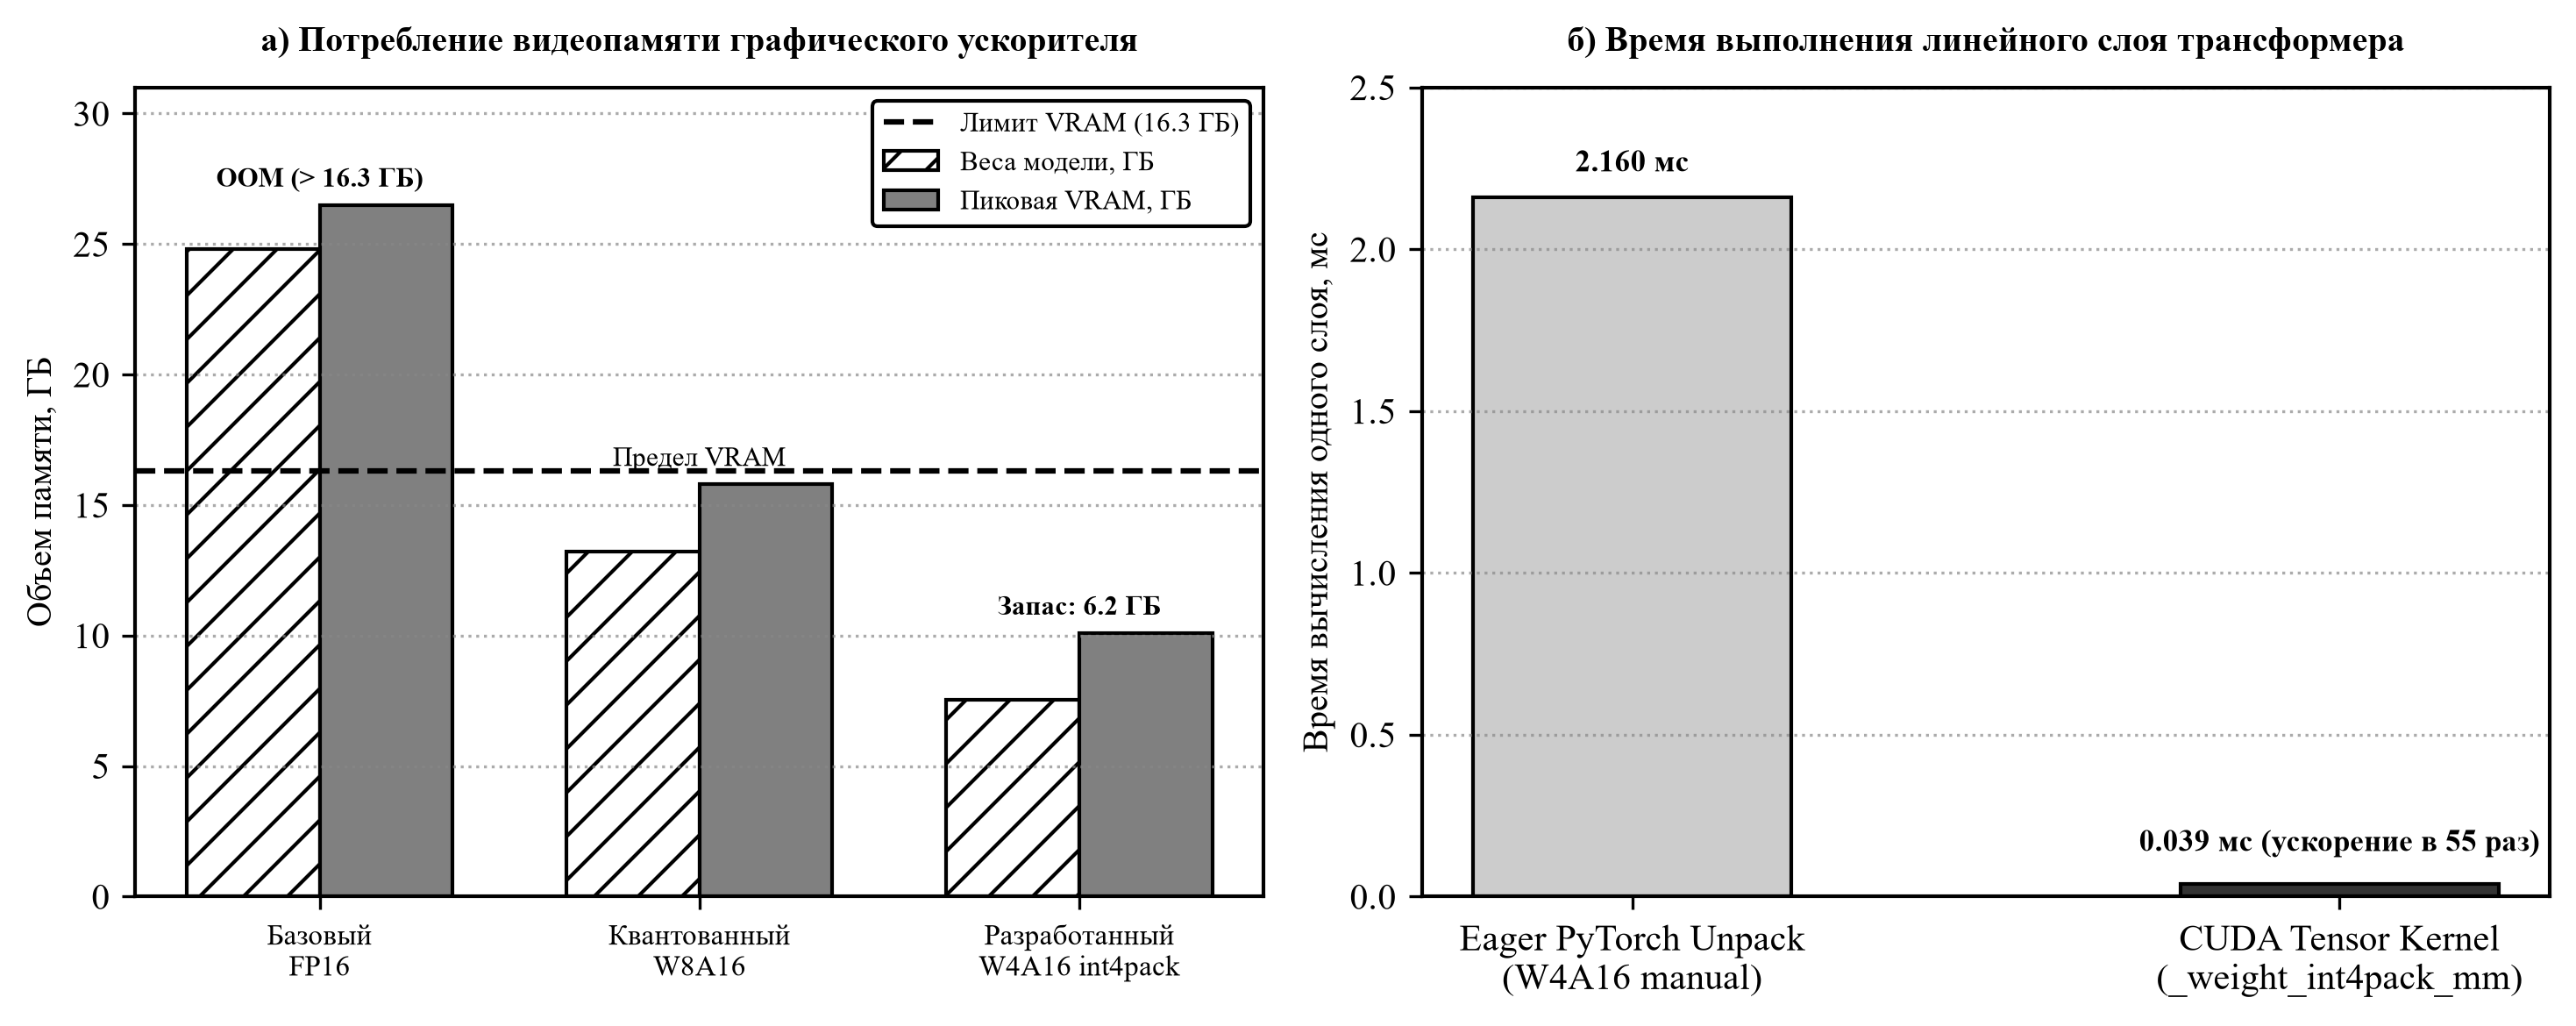 а) Потребление видеопамяти графического ускорителя
Объем памяти, ГБ
30
25
20
15
10
5
0
Лимит VRAM (16.3 ГБ)
Веса модели, ГБ
Пиковая VRAM, ГБ
OOM (> 16.3 ГБ)
Предел VRAM
Запас: 6.2 ГБ
Базовый
FP16
Квантованный
W8A16
Разработанный
W4A16 int4pack
б) Время выполнения линейного слоя трансформера
Время вычисления одного слоя, мс
2.5
2.0
1.5
1.0
0.5
0.0
2.160 мс
0.039 мс (ускорение в 55 раз)
Eager PyTorch Unpack
(W4A16 manual)
CUDA Tensor Kernel
(_weight_int4pack_mm)